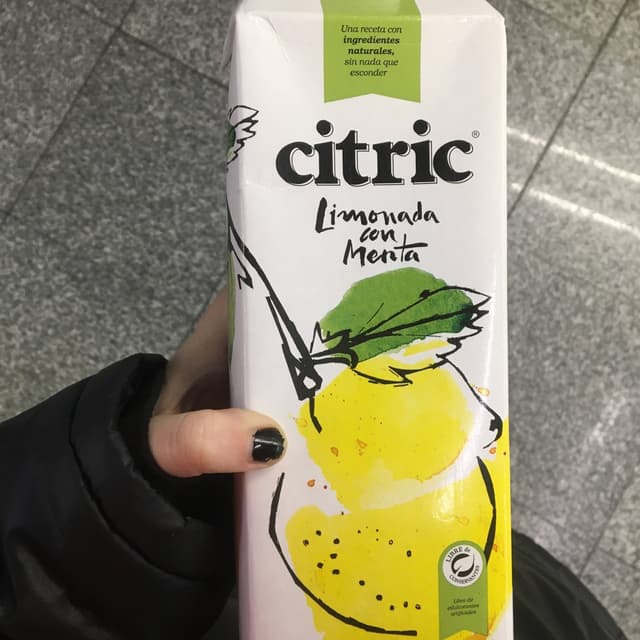 Una receta con
ingredientes
naturales,
sin nada que
esconder
citric®
Limonada
con
Menta
LIBRE de
CONSERVANTES
Libre de
edulcorantes
artificiales